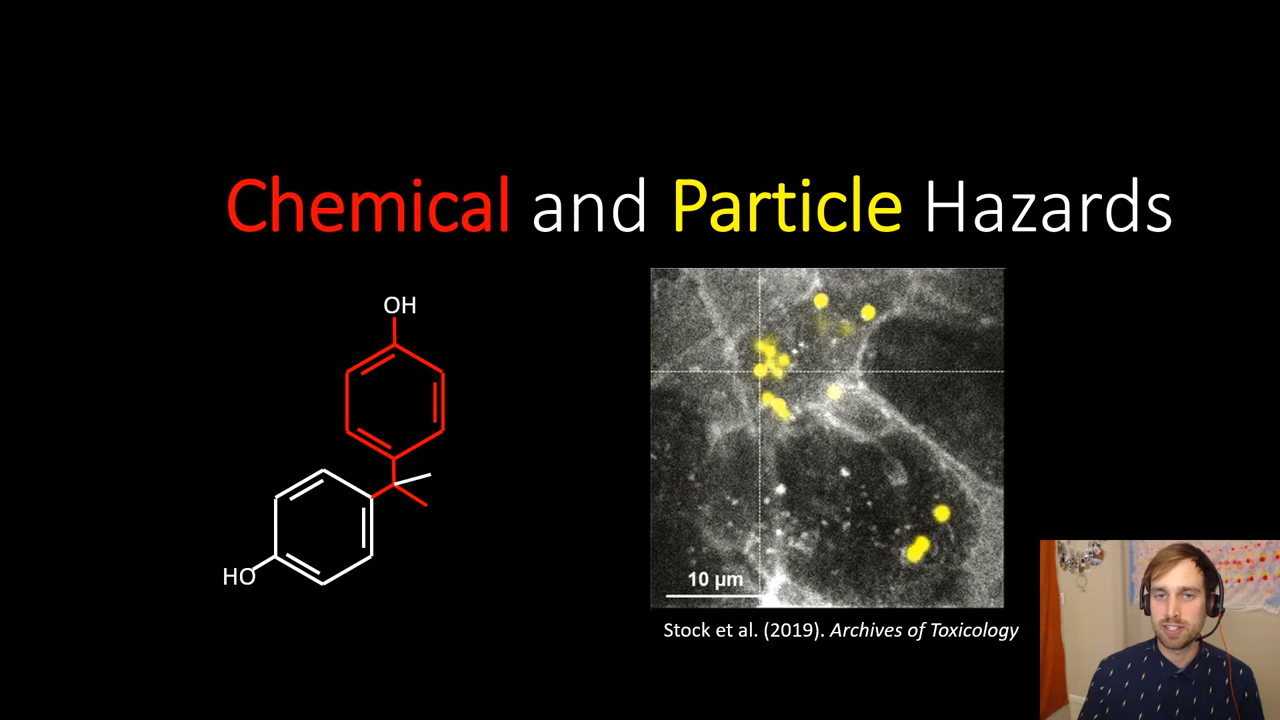 Chemical and Particle Hazards
OH
HO
10 μm
Stock et al. (2019). Archives of Toxicology